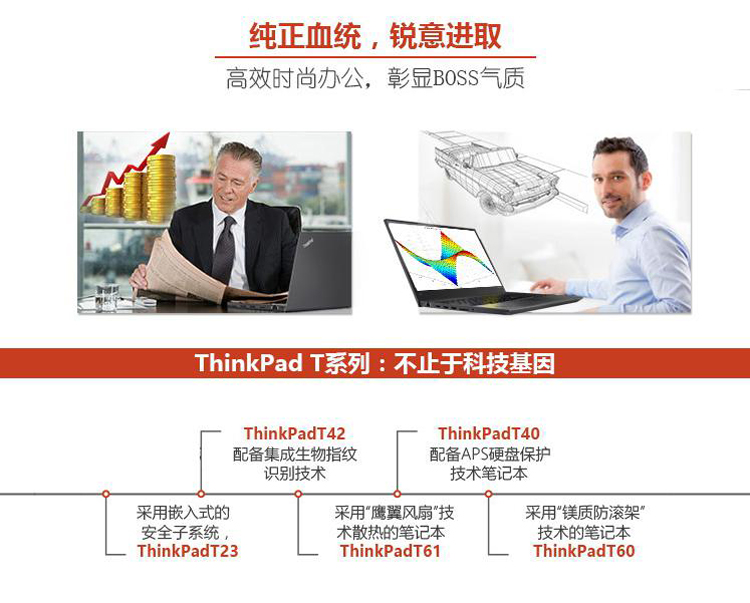 纯正血统，锐意进取
高效时尚办公，彰显BOSS气质
ThinkPad
ThinkPad T系列：不止于科技基因
ThinkPadT42
配备集成生物指纹
识别技术
ThinkPadT40
配备APS硬盘保护
技术笔记本
采用嵌入式的
安全子系统，
ThinkPadT23
采用“鹰翼风扇”技
术散热的笔记本
ThinkPadT61
采用“镁质防滚架”
技术的笔记本
ThinkPadT60